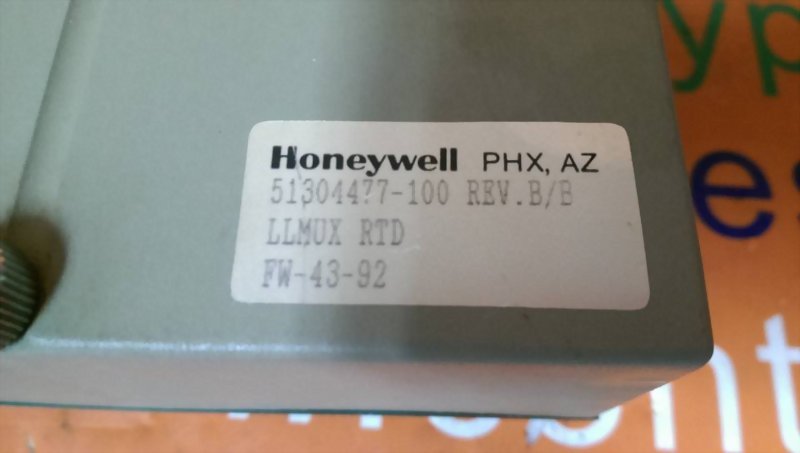 Honeywell PHX, AZ
51304477-100 REV.B/B
LLMUX RTD
FW-43-92